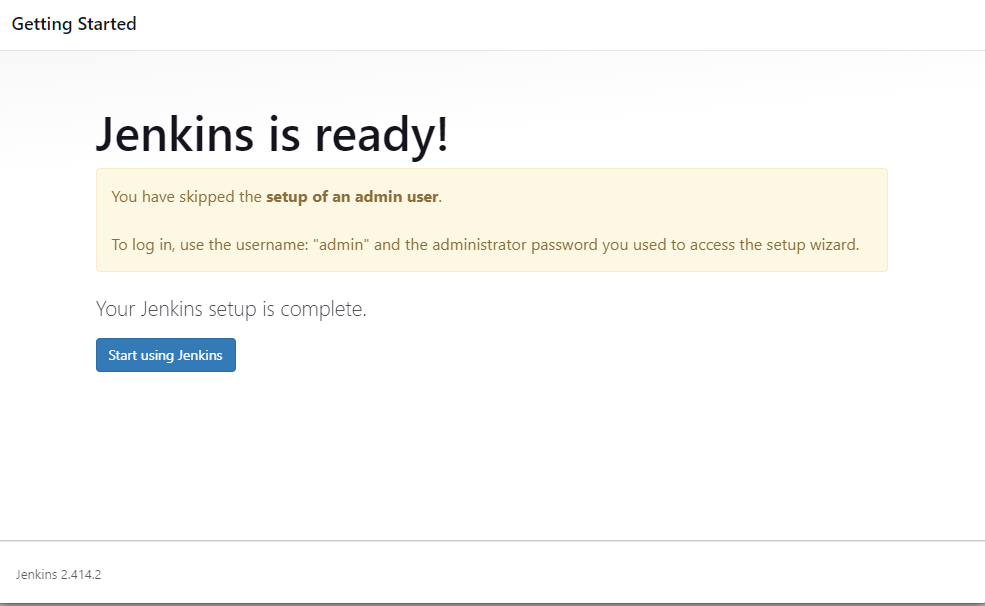 Getting Started
Jenkins is ready!
You have skipped the setup of an admin user.
To log in, use the username: "admin" and the administrator password you used to access the setup wizard.
Your Jenkins setup is complete.
Start using Jenkins
Jenkins 2.414.2